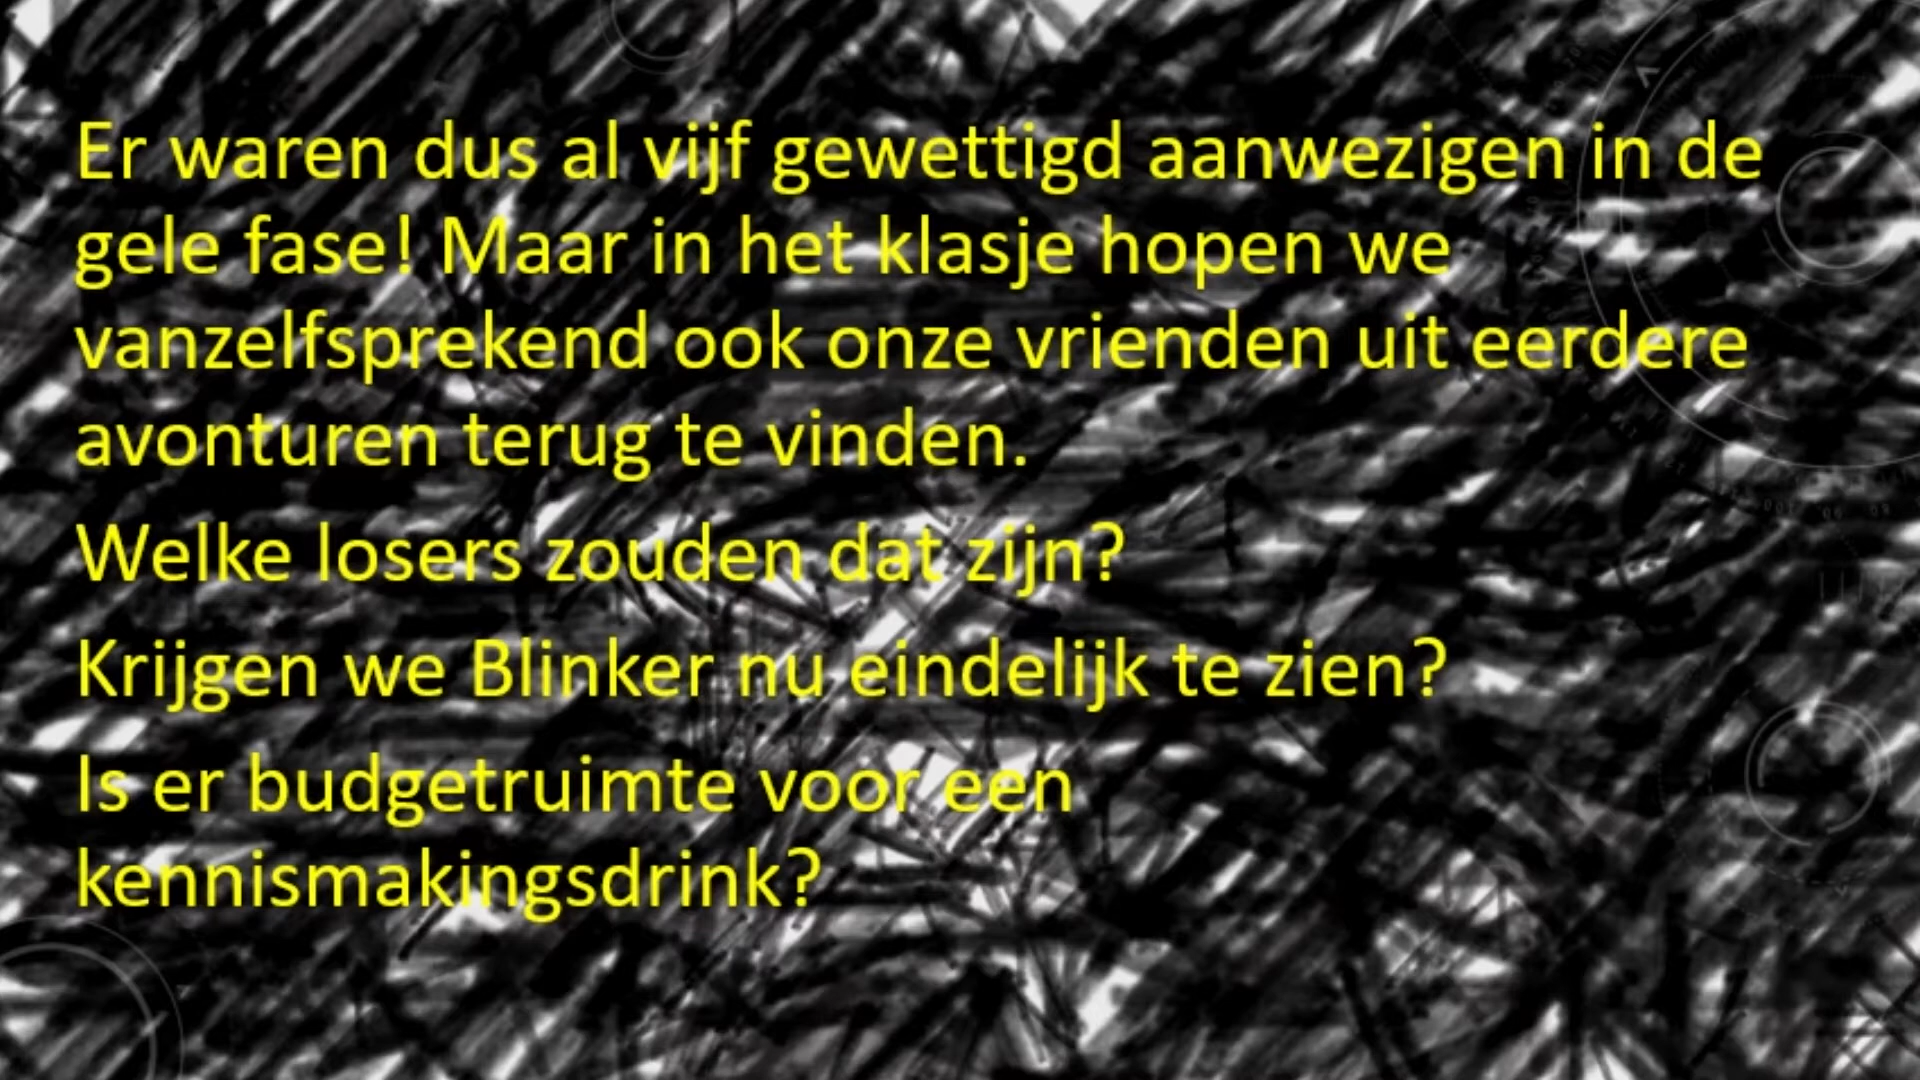 Er waren dus al vijf gewettigd aanwezigen in de
gele fase! Maar in het klasje hopen we
vanzelfsprekend ook onze vrienden uit eerdere
avonturen terug te vinden.
Welke losers zouden dat zijn?
Krijgen we Blinker nu eindelijk te zien?
Is er budgetruimte voor een
kennismakingsdrink?